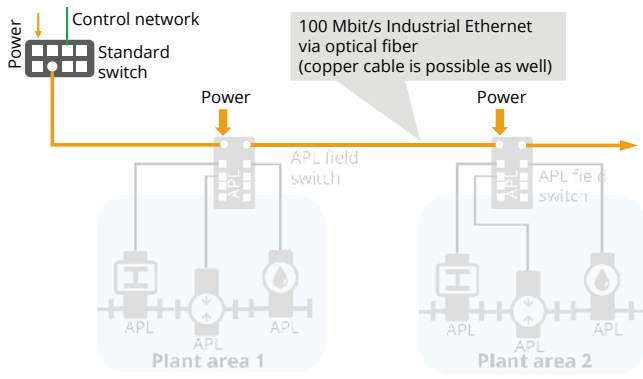 Power
Control network
Standard
switch
100 Mbit/s Industrial Ethernet
via optical fiber
(copper cable is possible as well)
Power
Power
APL
APL field
switch
APL
APL field
switch
APL
APL
APL
Plant area 1
APL
APL
APL
Plant area 2